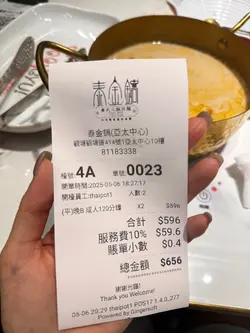 泰金鍋
泰金鍋(亞太中心)
觀塘觀塘道414號1亞太中心10樓
81183338
檯號: 4A 單號: 0023
開單時間:2025-05-06 18:27:17
開檯員工:thaipot1 人數:2
(平)晚B 成人120分鐘 X2 $596
合計 $596
服務費10% $59.6
賬單小數 $0.4
總金額 $656
謝謝光臨!
Thank you Welcome!
05-06 20:29 thaipot1 POS17 1.4.0_277
Powered by Gingersoft